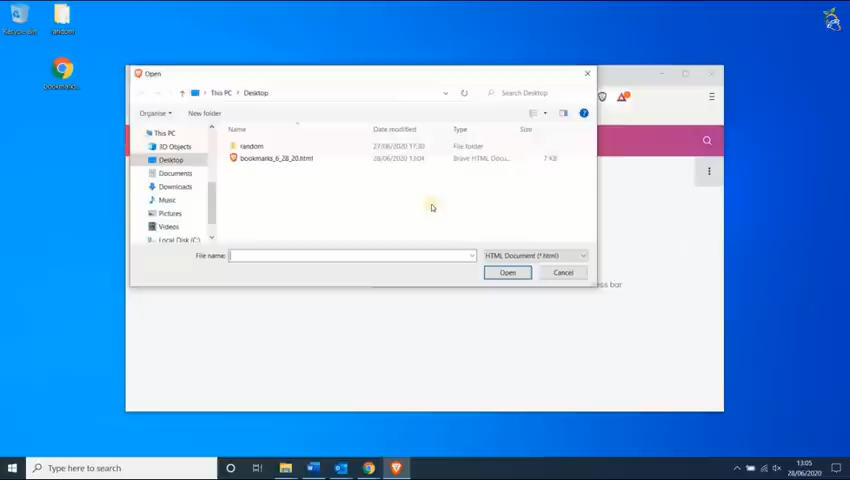 Recycle Bin
random
bookmarks...
Open
This PC
Desktop
Search Desktop
Organise
New folder
Name
Date modified
Type
Size
This PC
3D Objects
Desktop
Documents
Downloads
Music
Pictures
Videos
Local Disk (C:)
random
27/06/2020 17:30
File folder
bookmarks_6_28_20.html
28/06/2020 13:04
Brave HTML Docu...
7 KB
File name:
HTML Document (*.html)
Open
Cancel
ess bar
Type here to search
13:05
28/06/2020